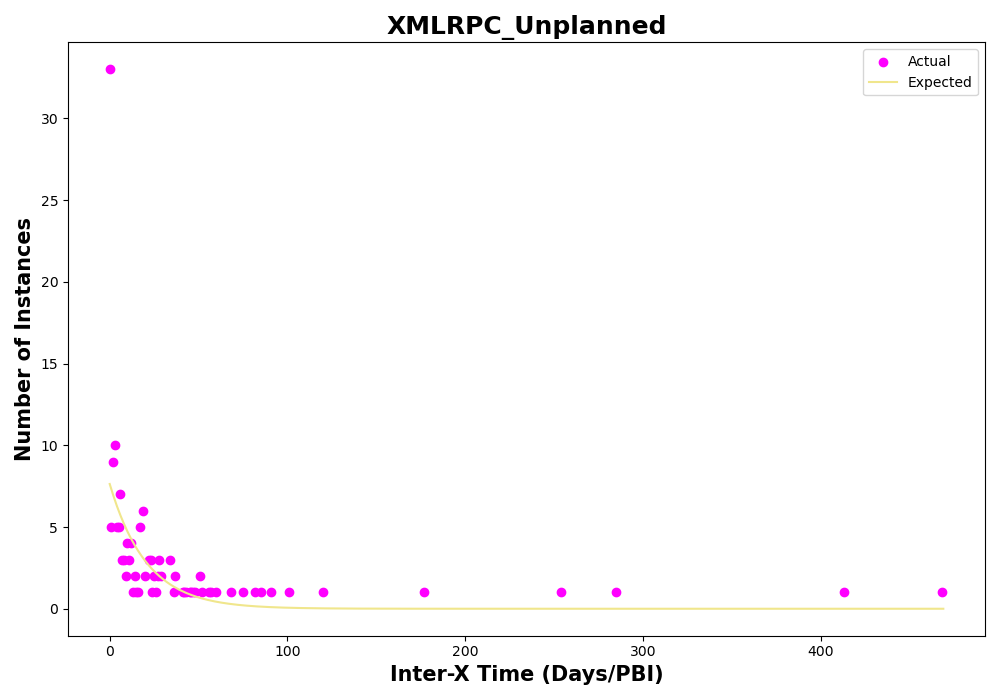 XMLRPC_Unplanned
Actual
Expected
Number of Instances
30
25
20
15
10
5
0
0 100 200 300 400
Inter-X Time (Days/PBI)